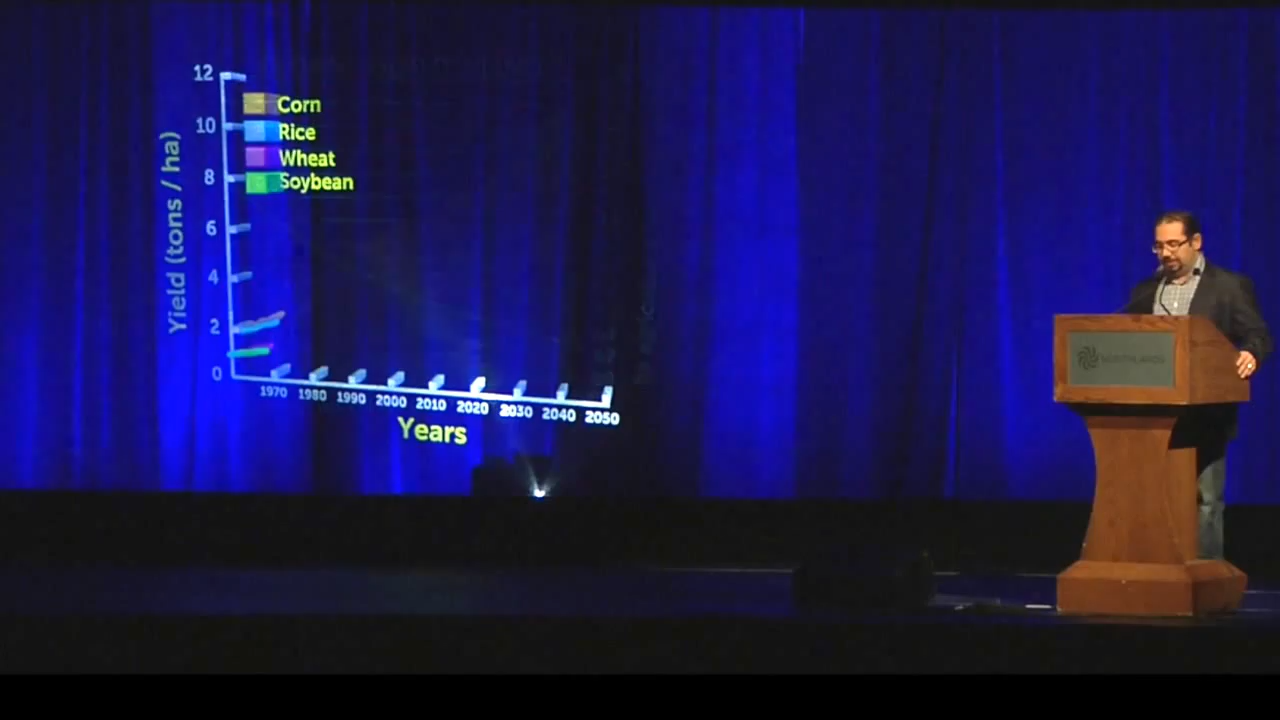 12
10
8
6
4
2
0
Yield (tons / ha)
Corn
Rice
Wheat
Soybean
1970 1980 1990 2000 2010 2020 2030 2040 2050
Years
NORTHLANDS